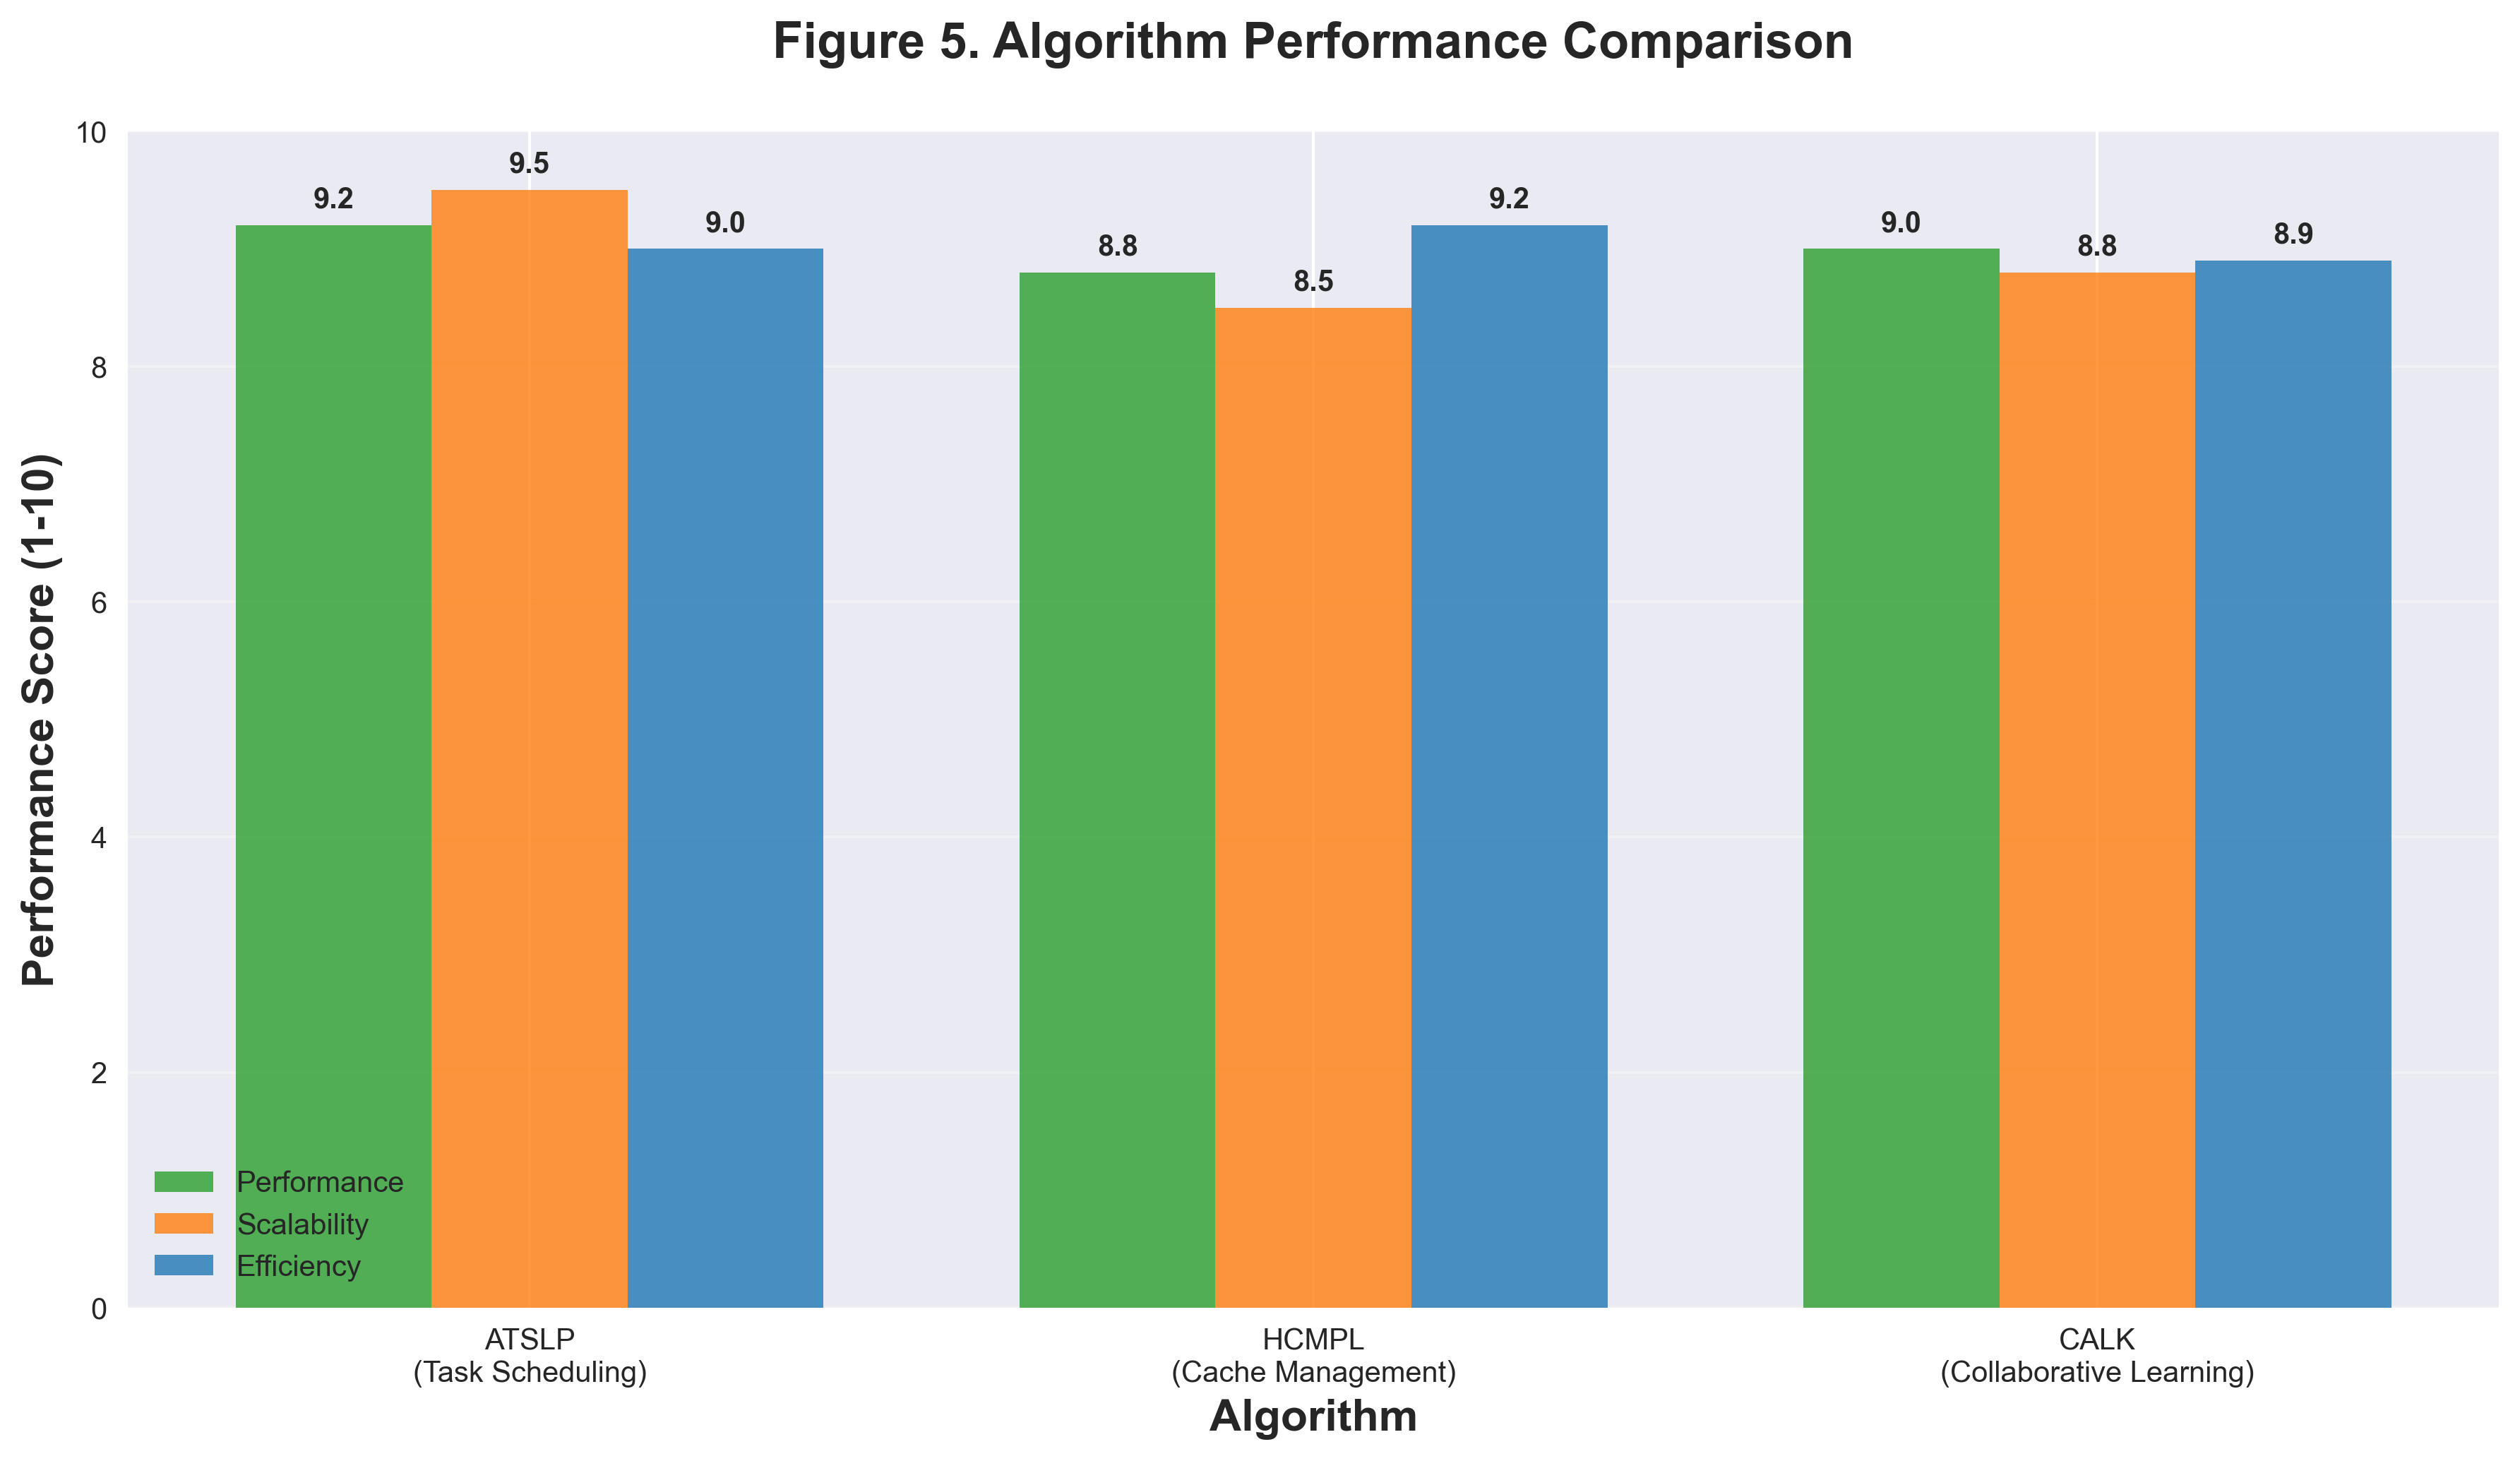 Figure 5. Algorithm Performance Comparison
Performance Score (1-10)
10
8
6
4
2
0
9.2
9.5
9.0
8.8
8.5
9.2
9.0
8.8
8.9
Performance
Scalability
Efficiency
ATSLP
(Task Scheduling)
HCMPL
(Cache Management)
CALK
(Collaborative Learning)
Algorithm